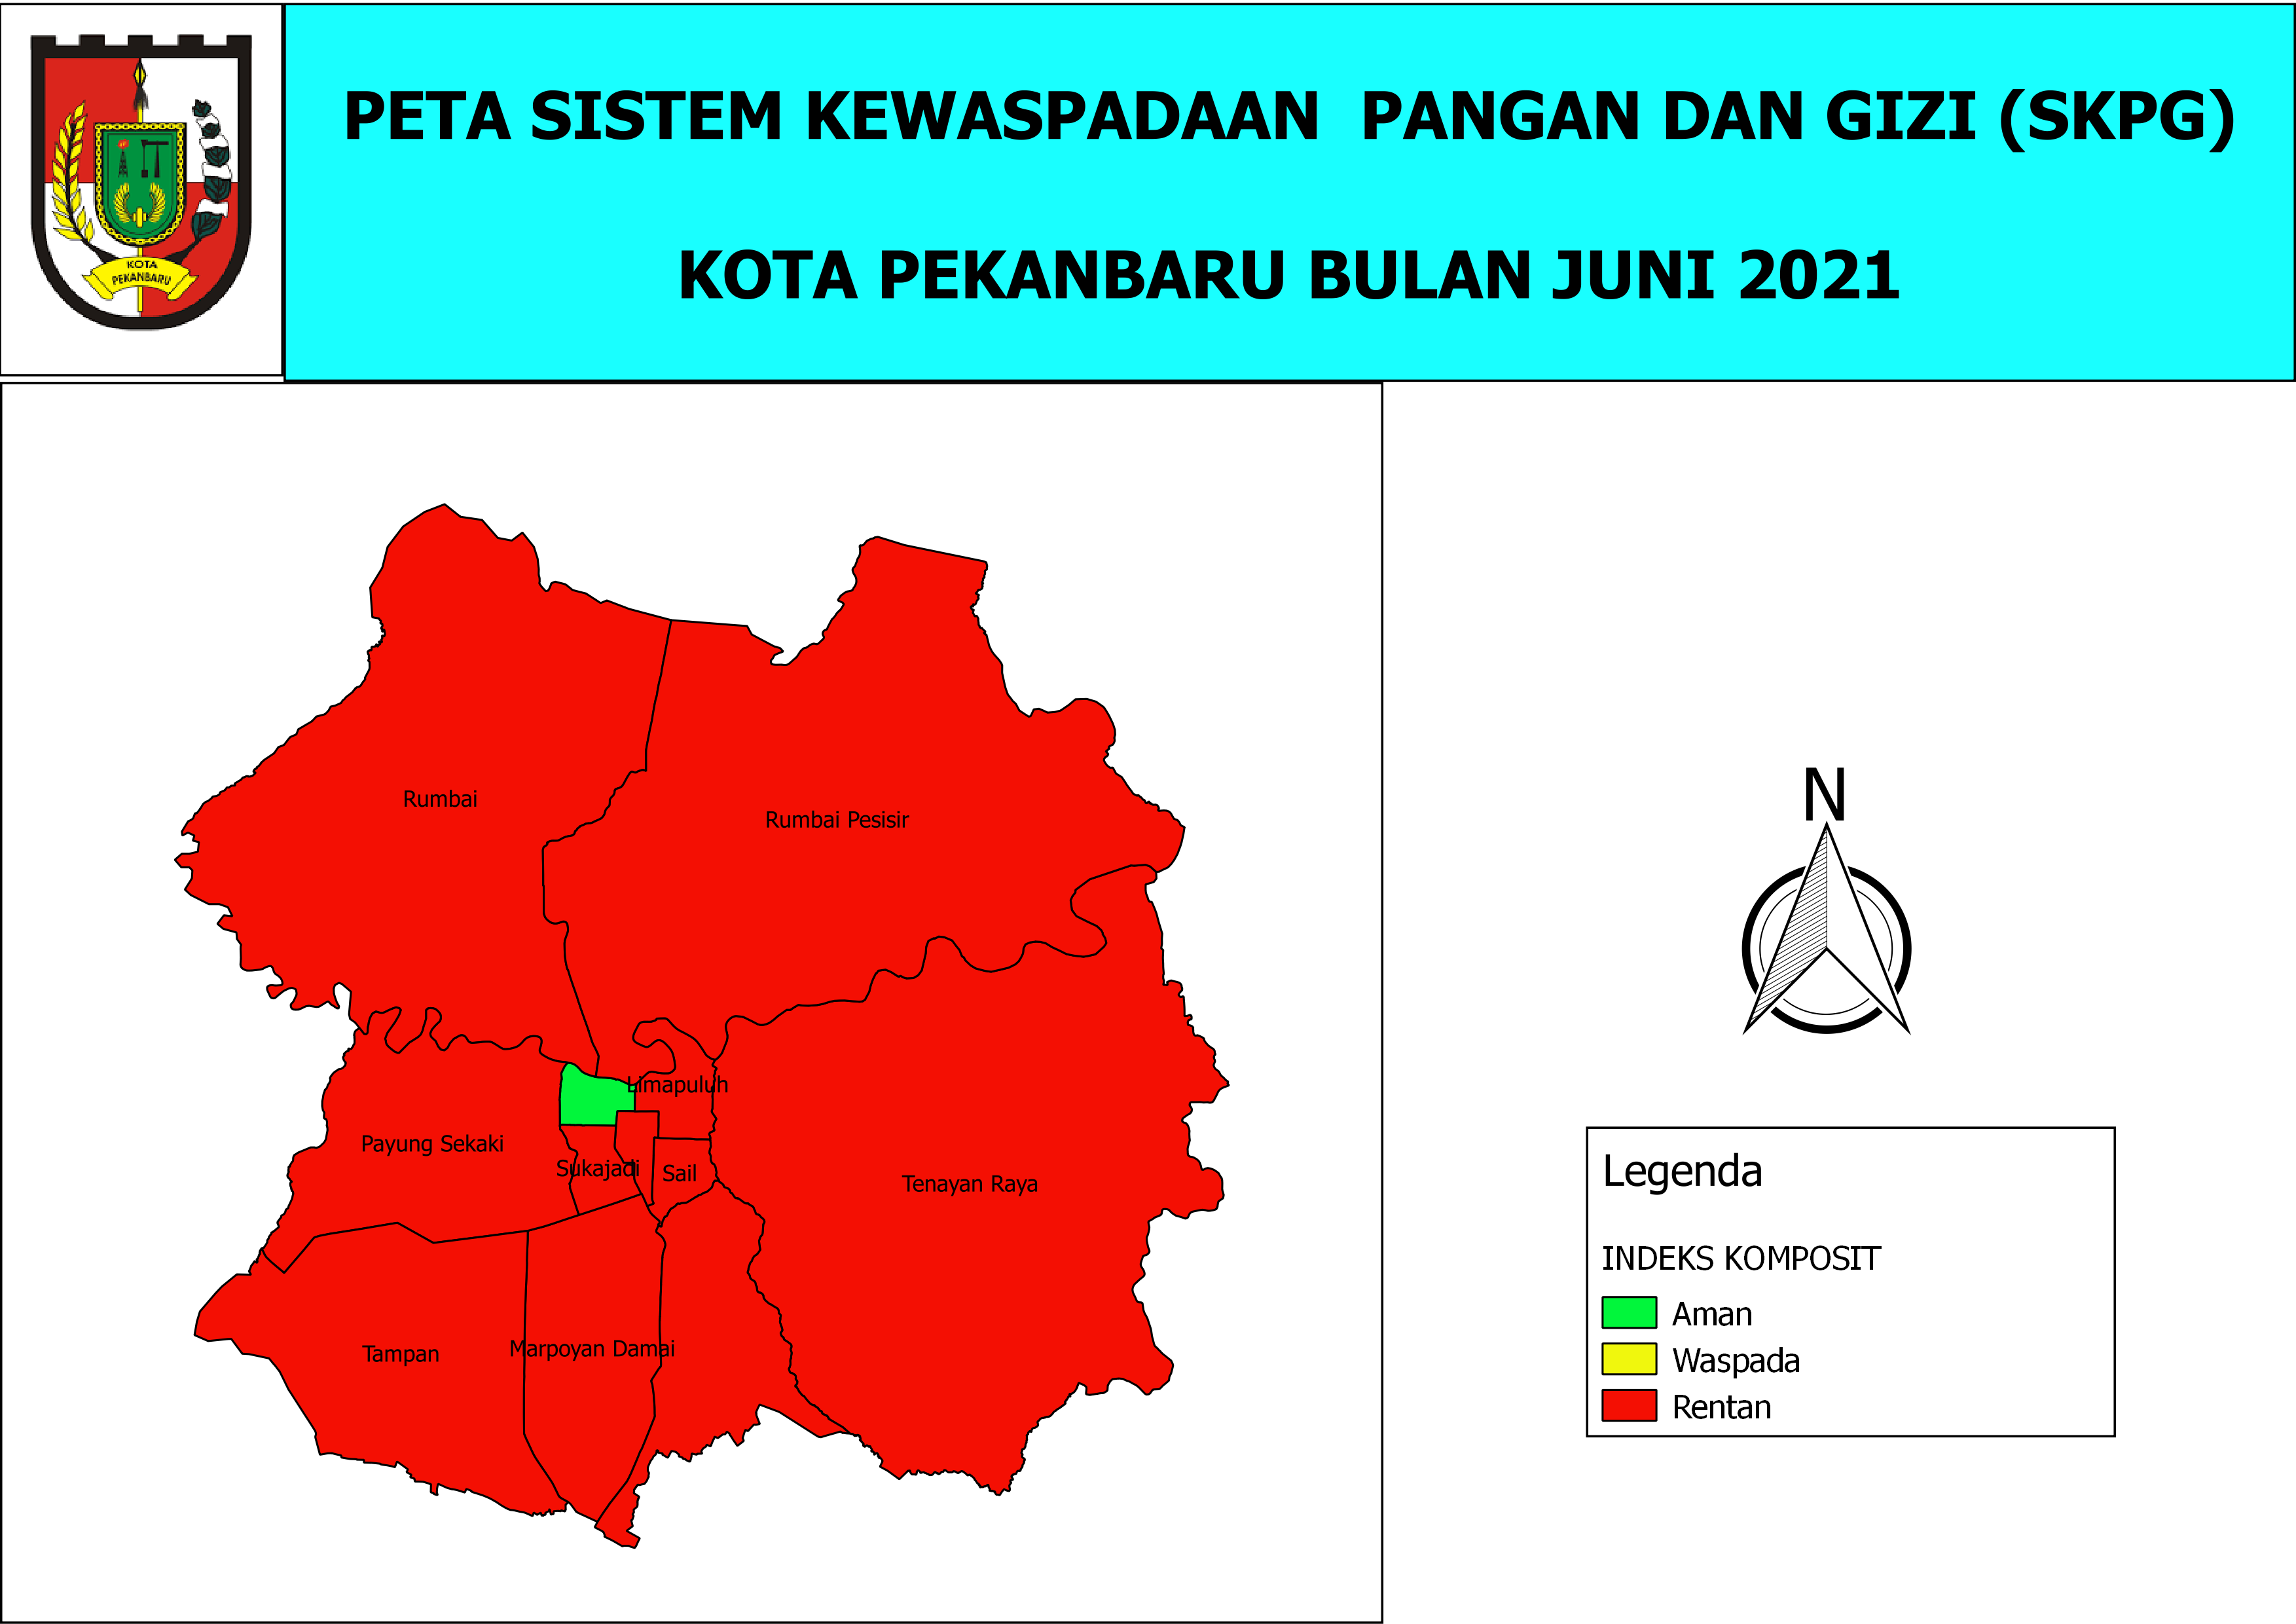 PETA SISTEM KEWASPADAAN PANGAN DAN GIZI (SKPG)
KOTA PEKANBARU BULAN JUNI 2021
KOTA
PEKANBARU
Rumbai
Rumbai Pesisir
Limapuluh
Payung Sekaki
Sukajadi
Sail
Tenayan Raya
Tampan
Marpoyan Damai
N
Legenda
INDEKS KOMPOSIT
Aman
Waspada
Rentan